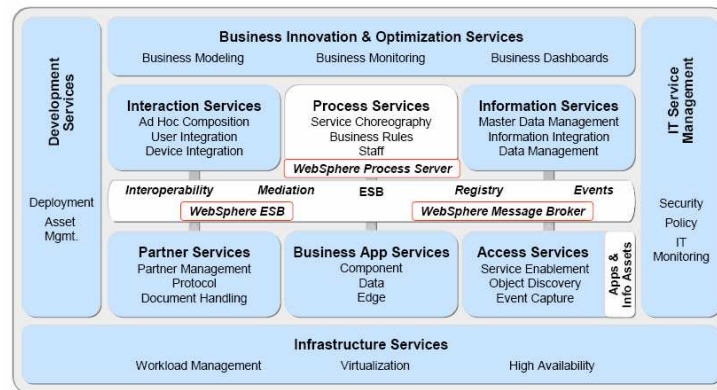 Business Innovation & Optimization Services
Business Modeling Business Monitoring Business Dashboards
Development
Services
Deployment
Asset
Mgmt.
Interaction Services
Ad Hoc Composition
User Integration
Device Integration
Process Services
Service Choreography
Business Rules
Staff
WebSphere Process Server
Information Services
Master Data Management
Information Integration
Data Management
Interoperability Mediation ESB Registry Events
WebSphere ESB WebSphere Message Broker
Partner Services
Partner Management
Protocol
Document Handling
Business App Services
Component
Data
Edge
Access Services
Service Enablement
Object Discovery
Event Capture
Apps &
Info Assets
IT Service
Management
Security
Policy
IT
Monitoring
Infrastructure Services
Workload Management Virtualization High Availability